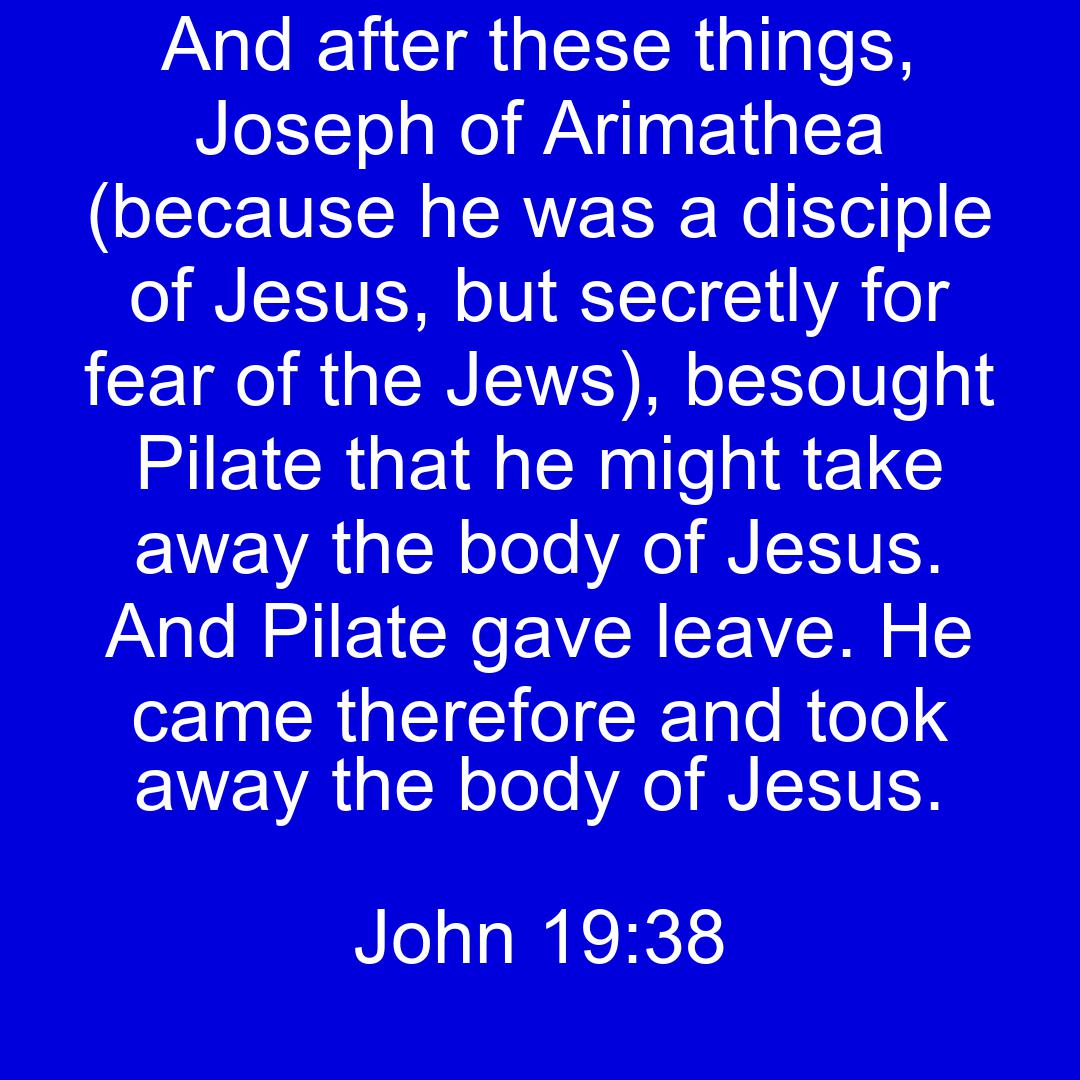 And after these things,
Joseph of Arimathea
(because he was a disciple
of Jesus, but secretly for
fear of the Jews), besought
Pilate that he might take
away the body of Jesus.
And Pilate gave leave. He
came therefore and took
away the body of Jesus.
John 19:38